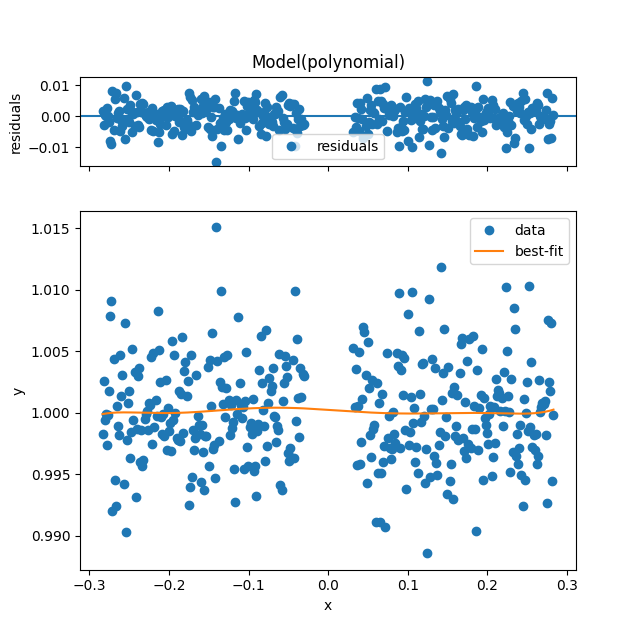 Model(polynomial)
0.01
0.00
−0.01
residuals
residuals
1.015
1.010
1.005
1.000
0.995
0.990
y
data
best-fit
−0.3 −0.2 −0.1 0.0 0.1 0.2 0.3
x